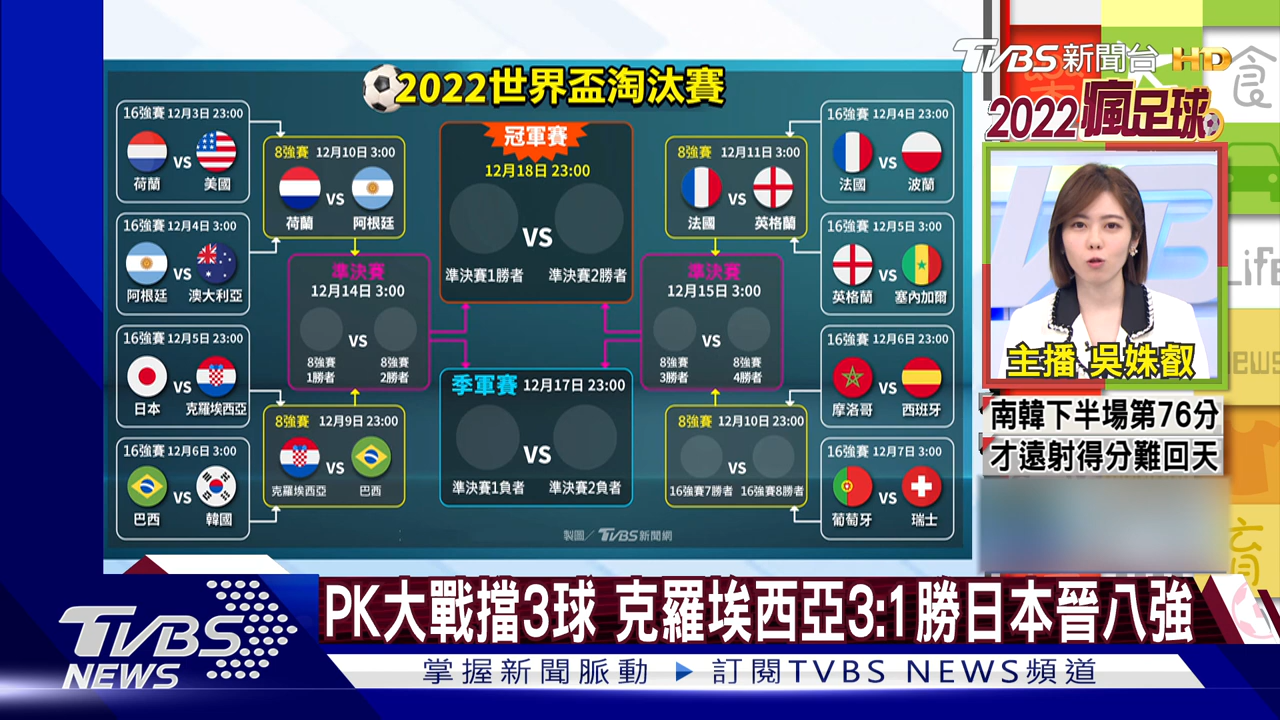 2022世界盃淘汰賽
16強賽 12月3日 23:00
荷蘭 VS 美國
16強賽 12月4日 3:00
阿根廷 VS 澳大利亞
16強賽 12月5日 23:00
日本 VS 克羅埃西亞
16強賽 12月6日 3:00
巴西 VS 韓國
8強賽 12月10日 3:00
荷蘭 VS 阿根廷
準決賽
12月14日 3:00
VS
8強賽 8強賽
1勝者 2勝者
8強賽 12月9日 23:00
克羅埃西亞 VS 巴西
冠軍賽
12月18日 23:00
VS
準決賽1勝者 準決賽2勝者
季軍賽 12月17日 23:00
VS
準決賽1負者 準決賽2負者
製圖／TVBS新聞網
8強賽 12月11日 3:00
法國 VS 英格蘭
準決賽
12月15日 3:00
VS
8強賽 8強賽
3勝者 4勝者
8強賽 12月10日 23:00
VS
16強賽7勝者 16強賽8勝者
16強賽 12月4日 23:00
法國 VS 波蘭
16強賽 12月5日 3:00
英格蘭 VS 塞內加爾
16強賽 12月6日 23:00
摩洛哥 VS 西班牙
16強賽 12月7日 3:00
葡萄牙 VS 瑞士
TVBS新聞台 HD
2022瘋足球
主播 吳姝叡
南韓下半場第76分
才遠射得分難回天
食
Life
news
育
PK大戰擋3球 克羅埃西亞3:1勝日本晉八強
TVBS NEWS
掌握新聞脈動 ▶ 訂閱TVBS NEWS頻道